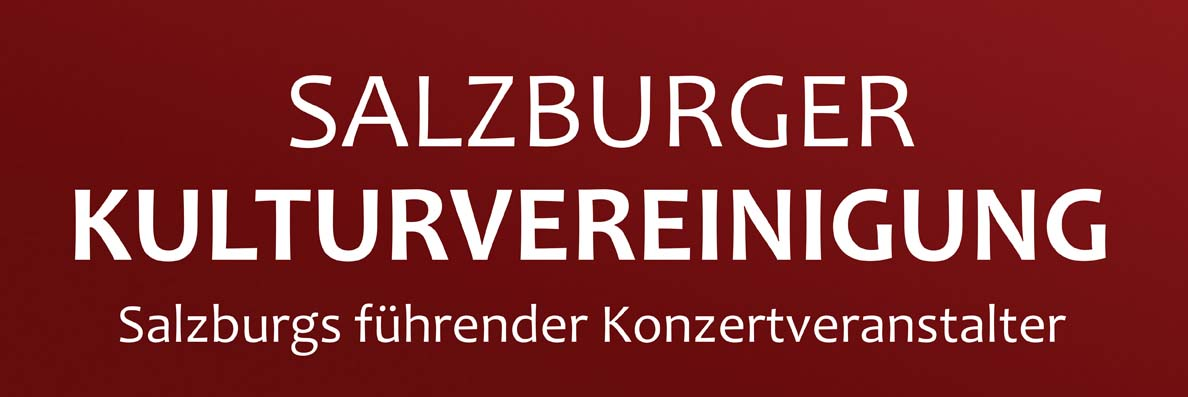 SALZBURGER
KULTURVEREINIGUNG
Salzburgs führender Konzertveranstalter